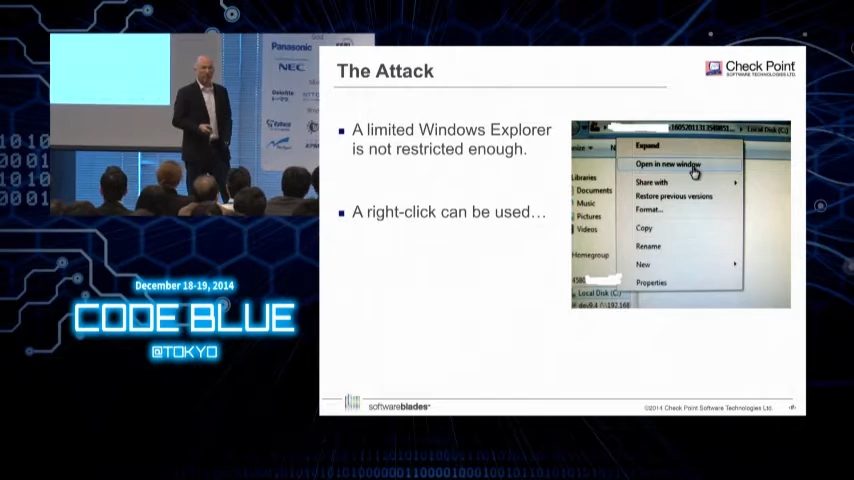 Panasonic
NEC
Deloitte
December 18-19, 2014
CODE BLUE
@TOKYO
The Attack
Check Point
SOFTWARE TECHNOLOGIES LTD.
A limited Windows Explorer
is not restricted enough.
A right-click can be used…
Local Disk (C:)
Expand
Open in new window
Share with
Restore previous versions
Format...
Copy
Rename
New
Properties
Libraries
Documents
Music
Pictures
Videos
Homegroup
Local Disk (C:)
softwareblades™
©2014 Check Point Software Technologies Ltd.